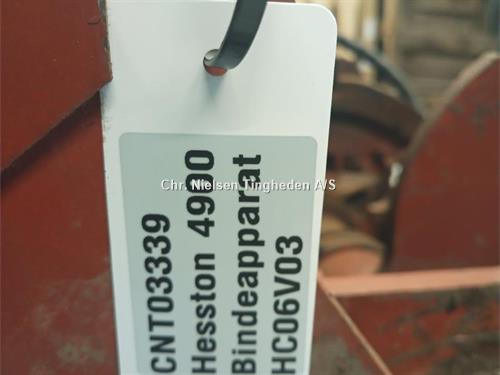 CNT03339
Hesston 4900
Bindeapparat
HC06V03
Chr. Nielsen Tingheden A/S